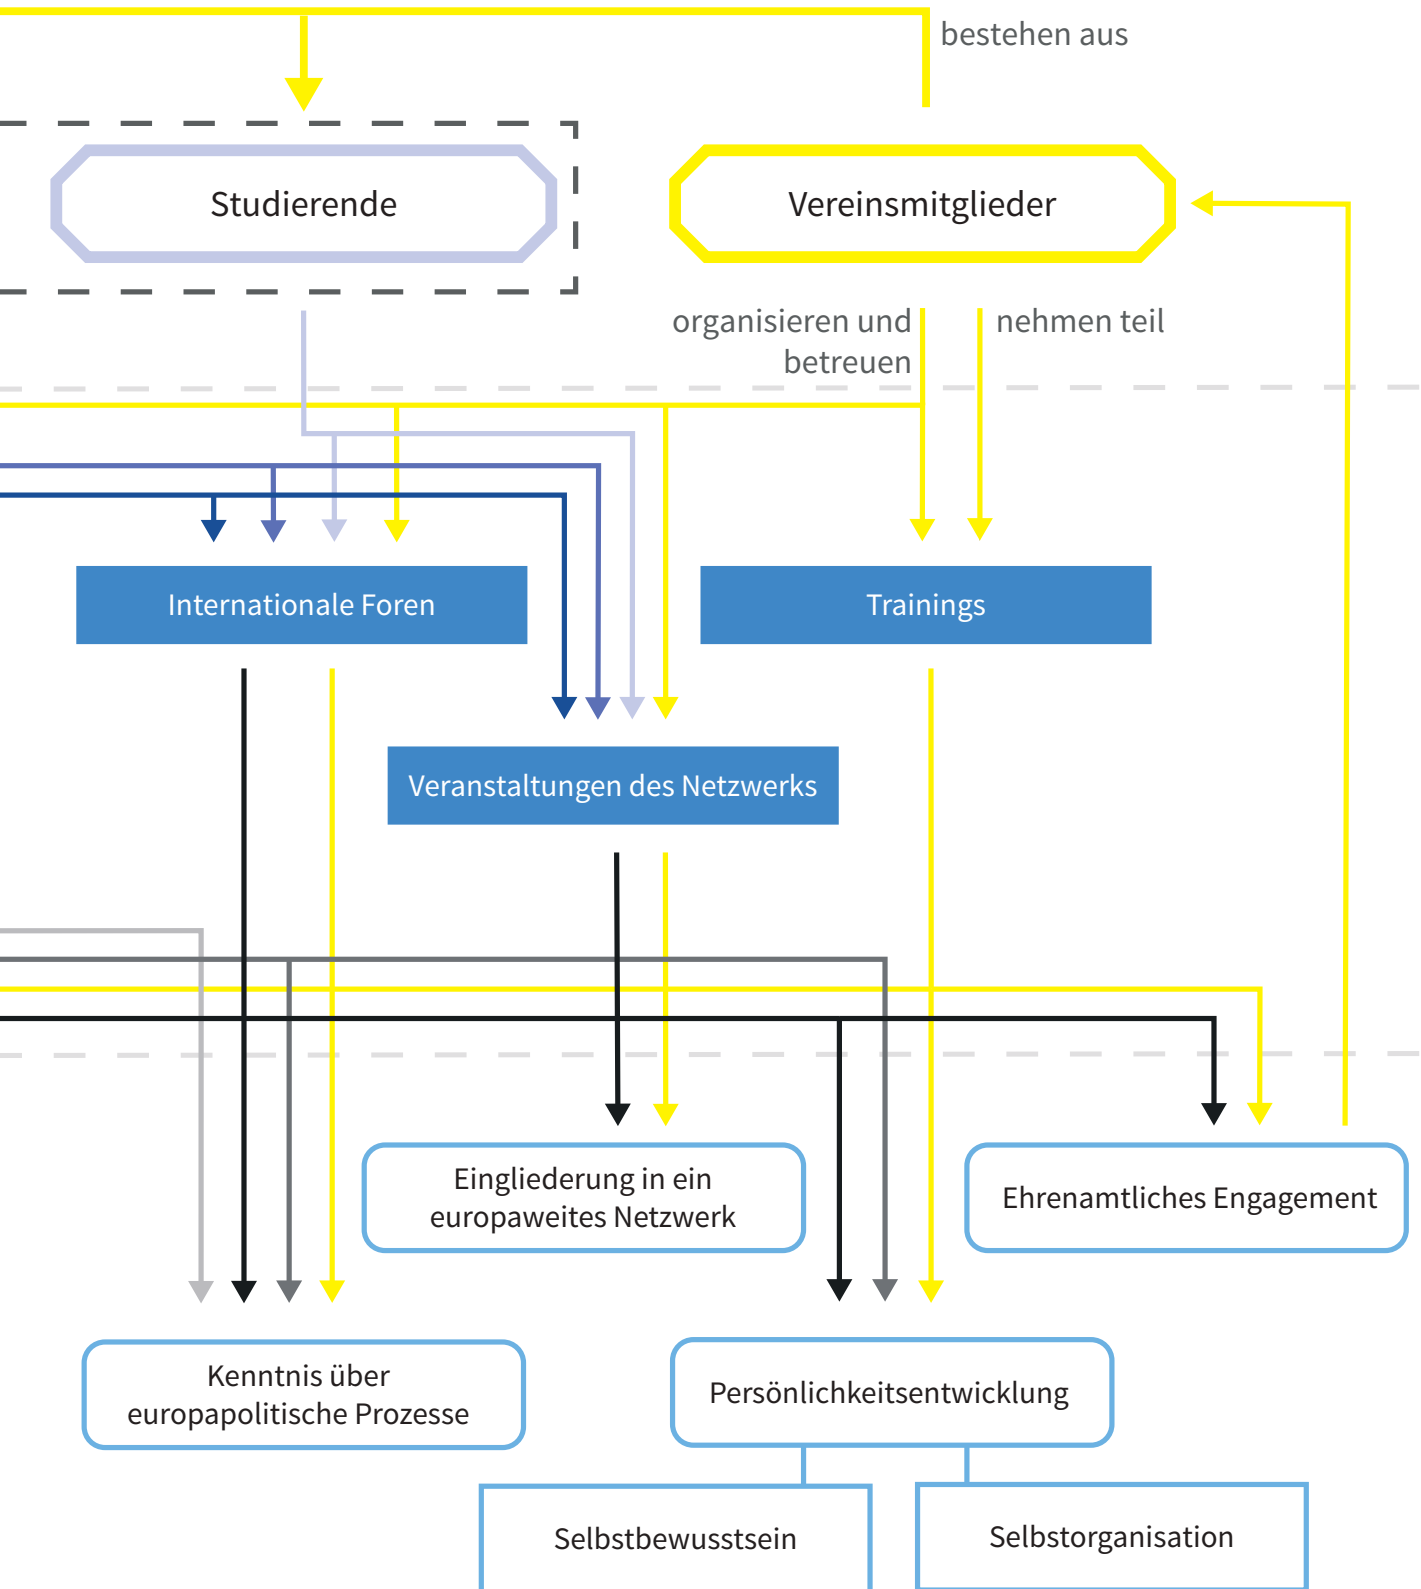 bestehen aus
Studierende
Vereinsmitglieder
organisieren und
betreuen
nehmen teil
Internationale Foren
Trainings
Veranstaltungen des Netzwerks
Eingliederung in ein
europaweites Netzwerk
Ehrenamtliches Engagement
Kenntnis über
europapolitische Prozesse
Persönlichkeitsentwicklung
Selbstbewusstsein
Selbstorganisation